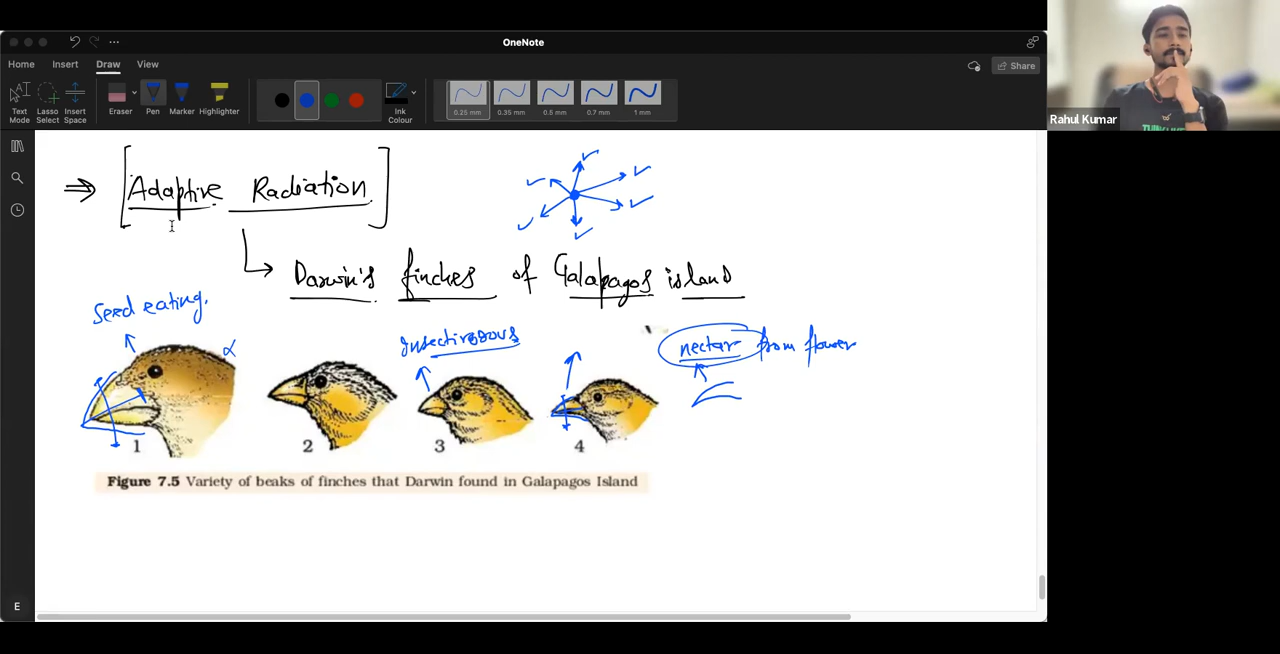 OneNote
Home Insert Draw View
Share
Text Mode
Lasso Select
Insert Space
Eraser
Pen
Marker
Highlighter
Ink Colour
0.25 mm 0.35 mm 0.5 mm 0.7 mm 1 mm
Rahul Kumar
⇒ [Adaptive Radiation]
↳ Darwin's finches of Galapagos island
Seed eating.
Insectivorous
nectar from flower
α
1 2 3 4
Figure 7.5 Variety of beaks of finches that Darwin found in Galapagos Island
E